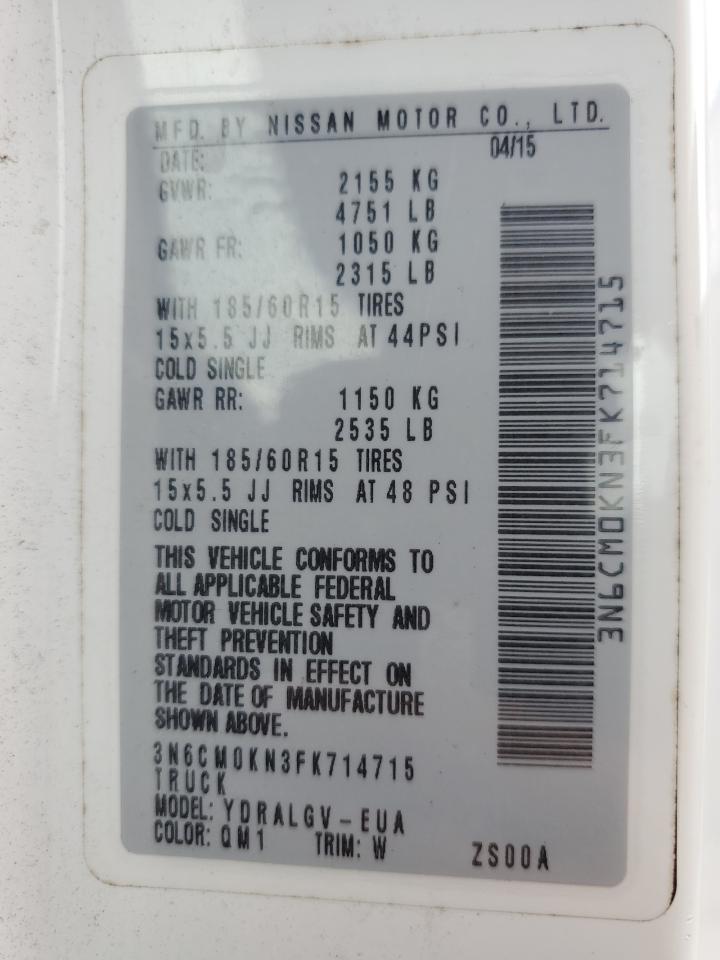 MFD. BY NISSAN MOTOR CO., LTD.
DATE: 04/15
GVWR: 2155 KG
4751 LB
GAWR FR: 1050 KG
2315 LB
WITH 185/60R15 TIRES
15x5.5 JJ RIMS AT 44PSI
COLD SINGLE
GAWR RR: 1150 KG
2535 LB
WITH 185/60R15 TIRES
15x5.5 JJ RIMS AT 48 PSI
COLD SINGLE
THIS VEHICLE CONFORMS TO
ALL APPLICABLE FEDERAL
MOTOR VEHICLE SAFETY AND
THEFT PREVENTION
STANDARDS IN EFFECT ON
THE DATE OF MANUFACTURE
SHOWN ABOVE.
3N6CM0KN3FK714715
TRUCK
MODEL: YDRALGV-EUA
COLOR: QM1 TRIM: W ZS00A
3N6CM0KN3FK714715